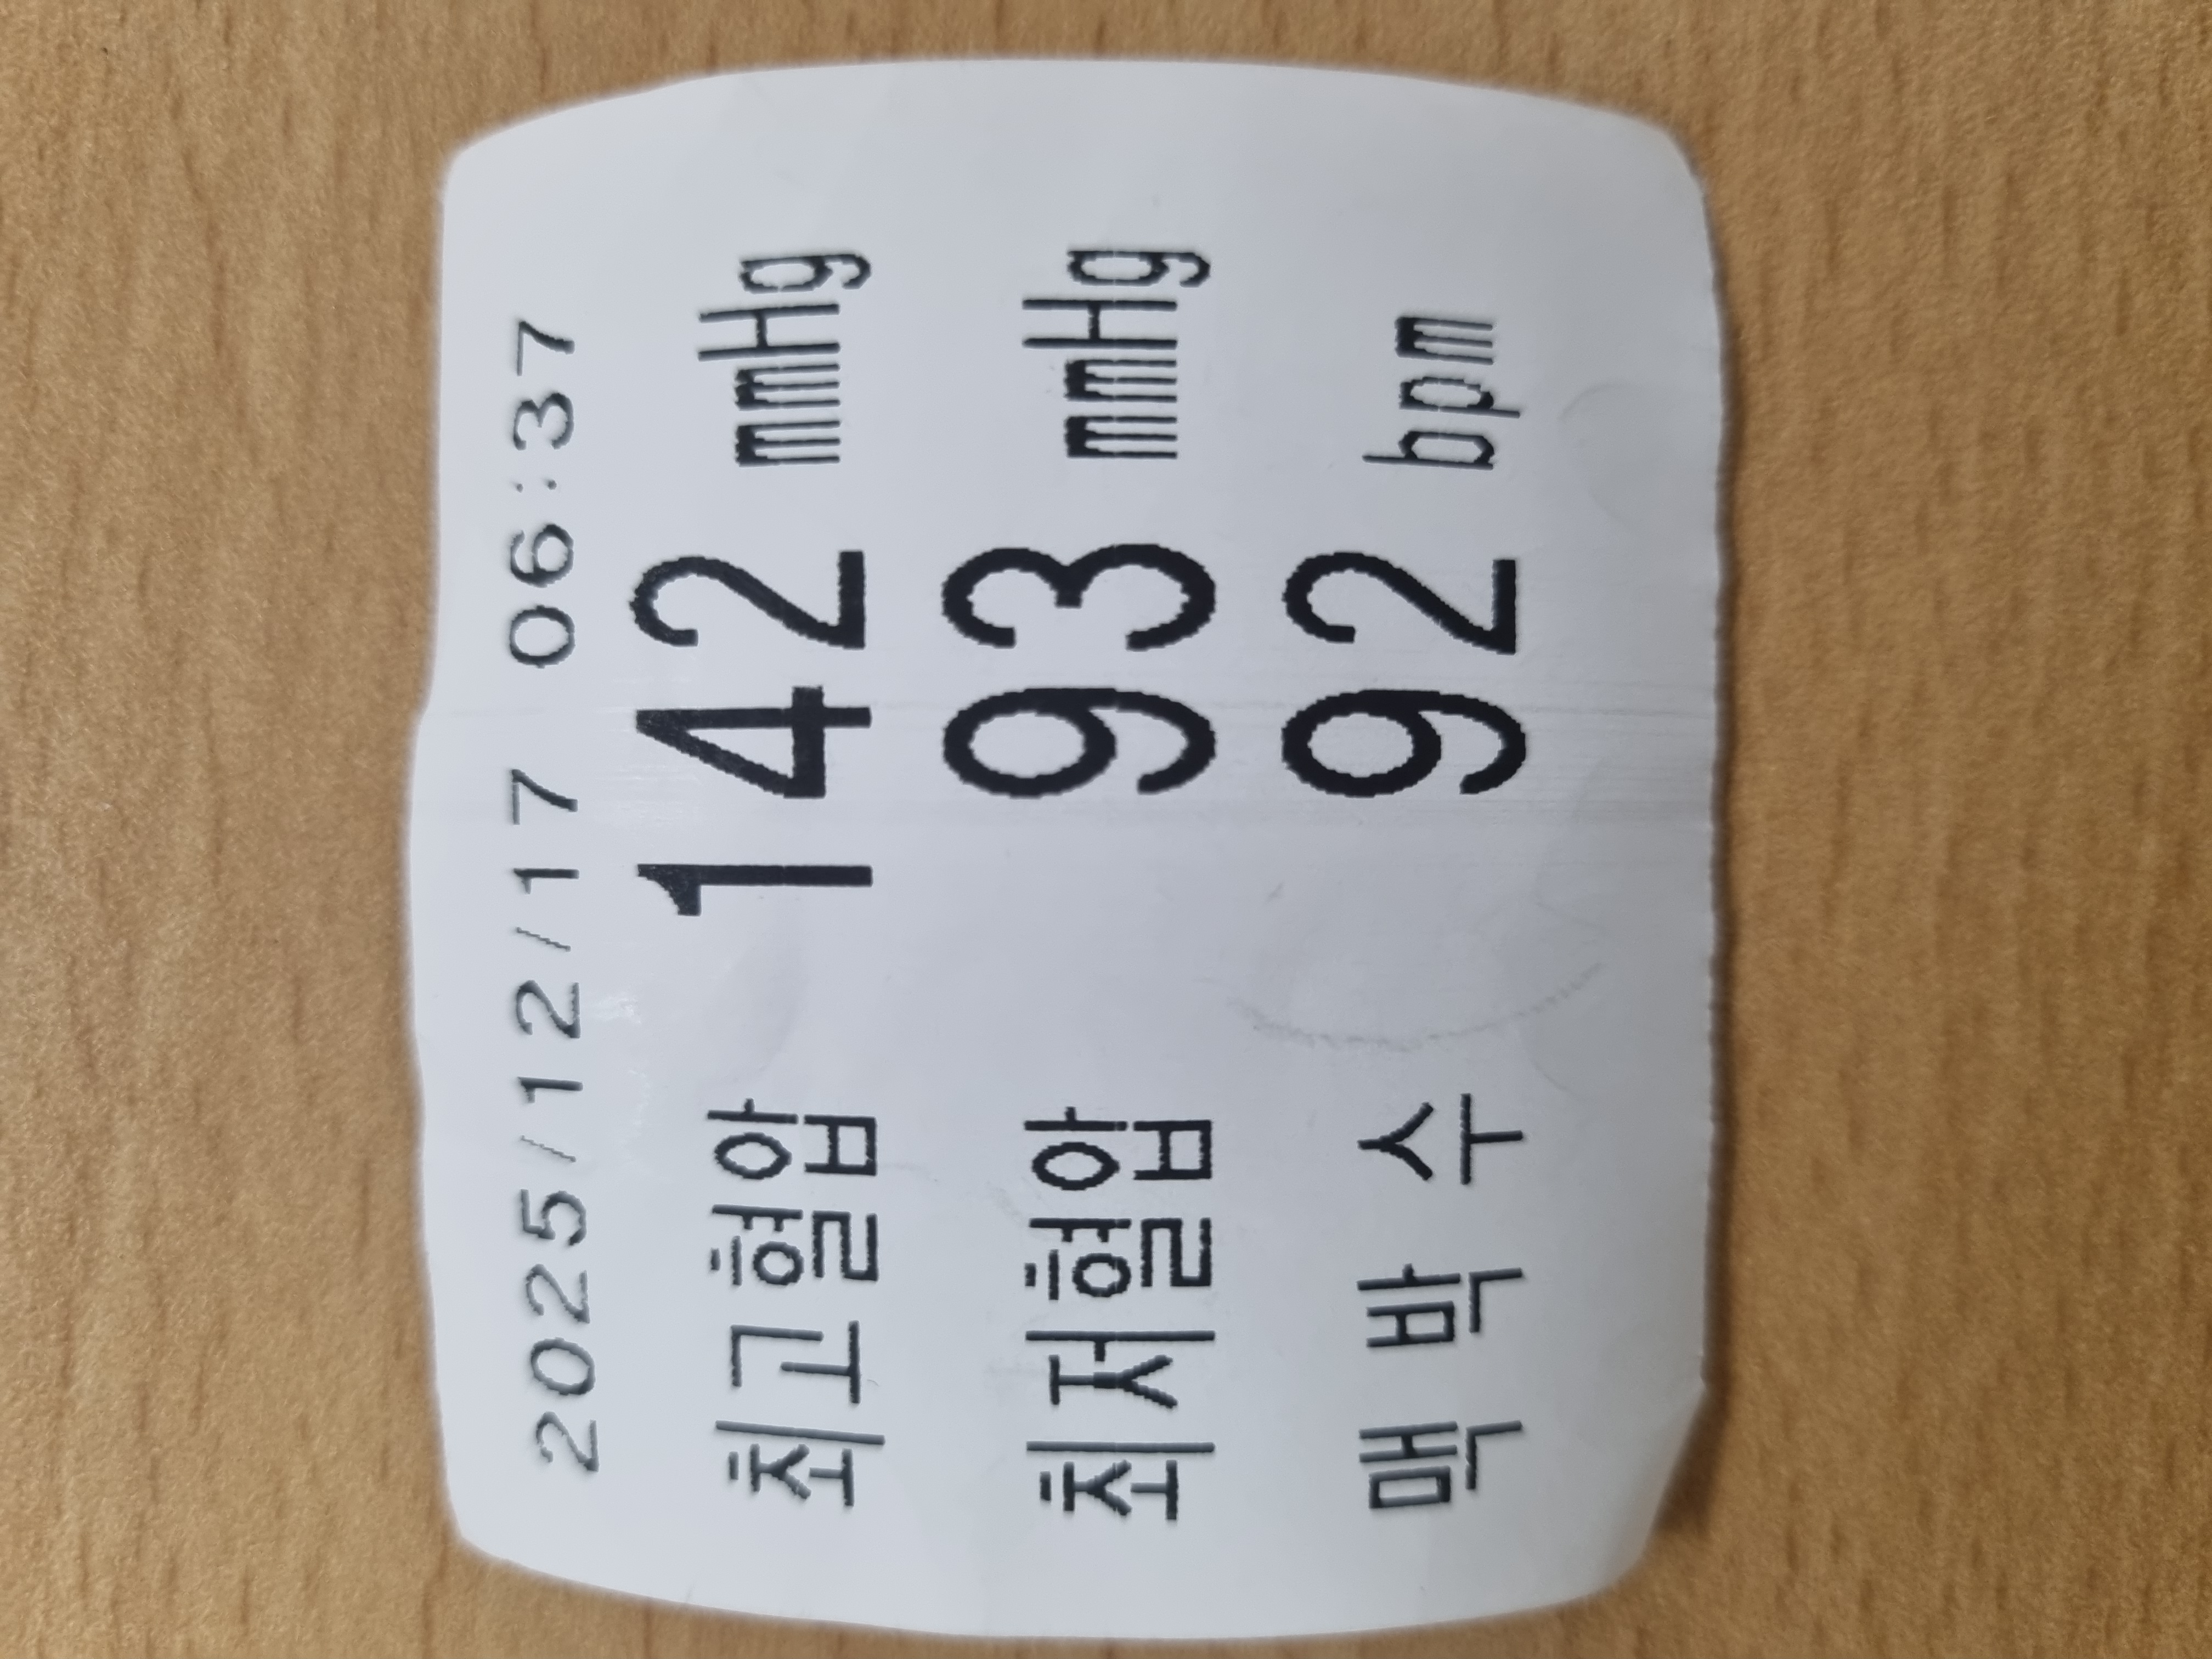 2025/12/17 06:37
최고혈압 142 mmHg
최저혈압 93 mmHg
맥 박 수 92 bpm